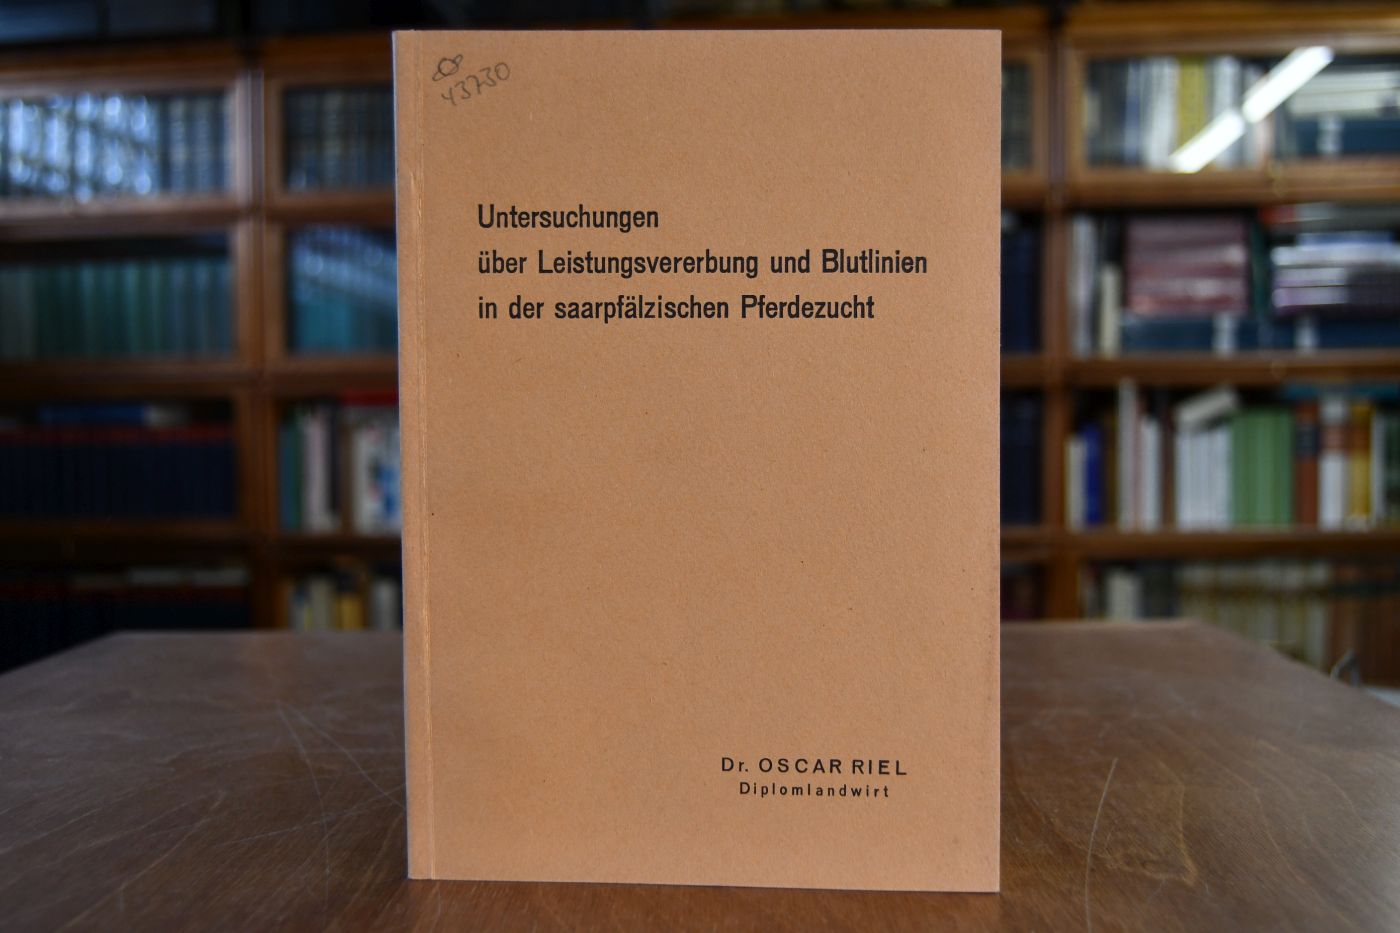 43730
Untersuchungen
über Leistungsvererbung und Blutlinien
in der saarpfälzischen Pferdezucht
Dr. OSCAR RIEL
Diplomlandwirt